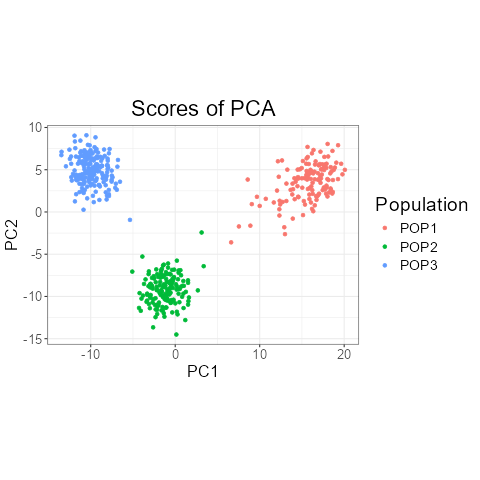 Scores of PCA
10
5
0
-5
-10
-15
PC2
-10
0
10
20
PC1
Population
POP1
POP2
POP3